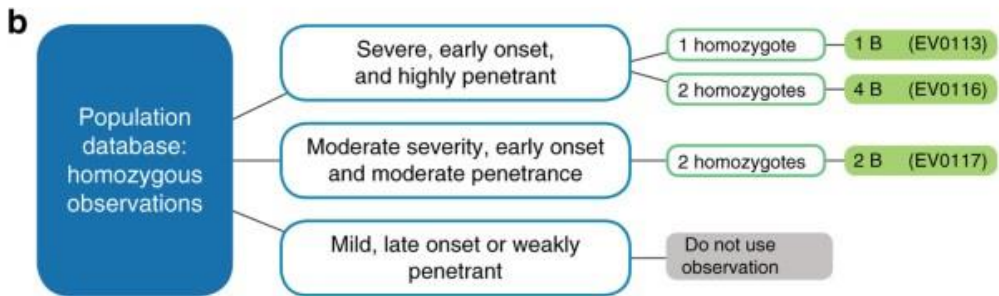 b
Population
database:
homozygous
observations
Severe, early onset,
and highly penetrant
1 homozygote
1 B (EV0113)
2 homozygotes
4 B (EV0116)
Moderate severity, early onset
and moderate penetrance
2 homozygotes
2 B (EV0117)
Mild, late onset or weakly
penetrant
Do not use
observation